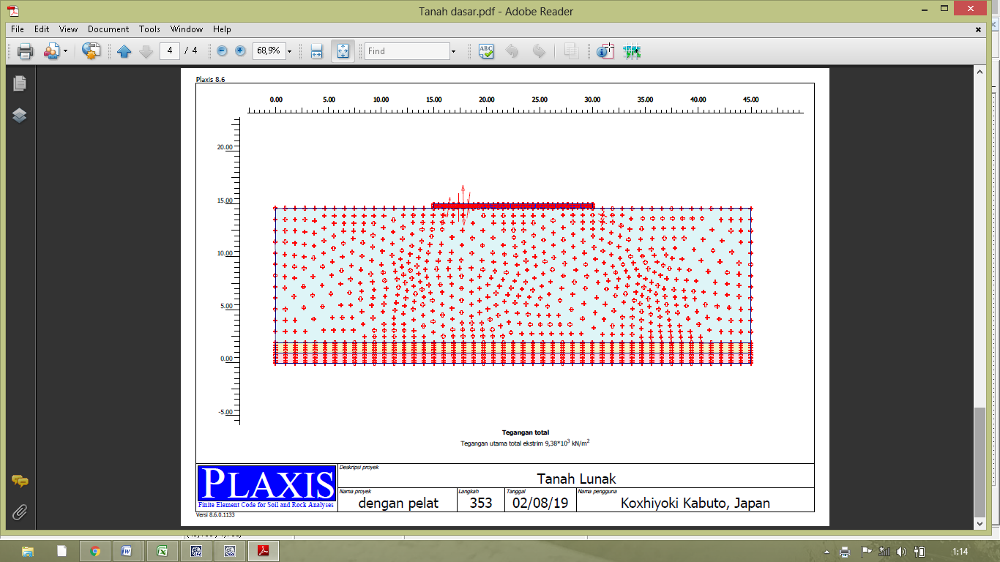 Tanah dasar.pdf - Adobe Reader
File Edit View Document Tools Window Help
4 / 4 68,9% Find
Plaxis 8.6
0.00 5.00 10.00 15.00 20.00 25.00 30.00 35.00 40.00 45.00
20.00
15.00
10.00
5.00
0.00
-5.00
Tegangan total
Tegangan utama total ekstrim 9,38*10³ kN/m²
PLAXIS
Finite Element Code for Soil and Rock Analyses
Versi 8.6.0.1133
Deskripsi proyek
Tanah Lunak
Nama proyek Langkah Tanggal Nama pengguna
dengan pelat 353 02/08/19 Koxhiyoki Kabuto, Japan
1:14